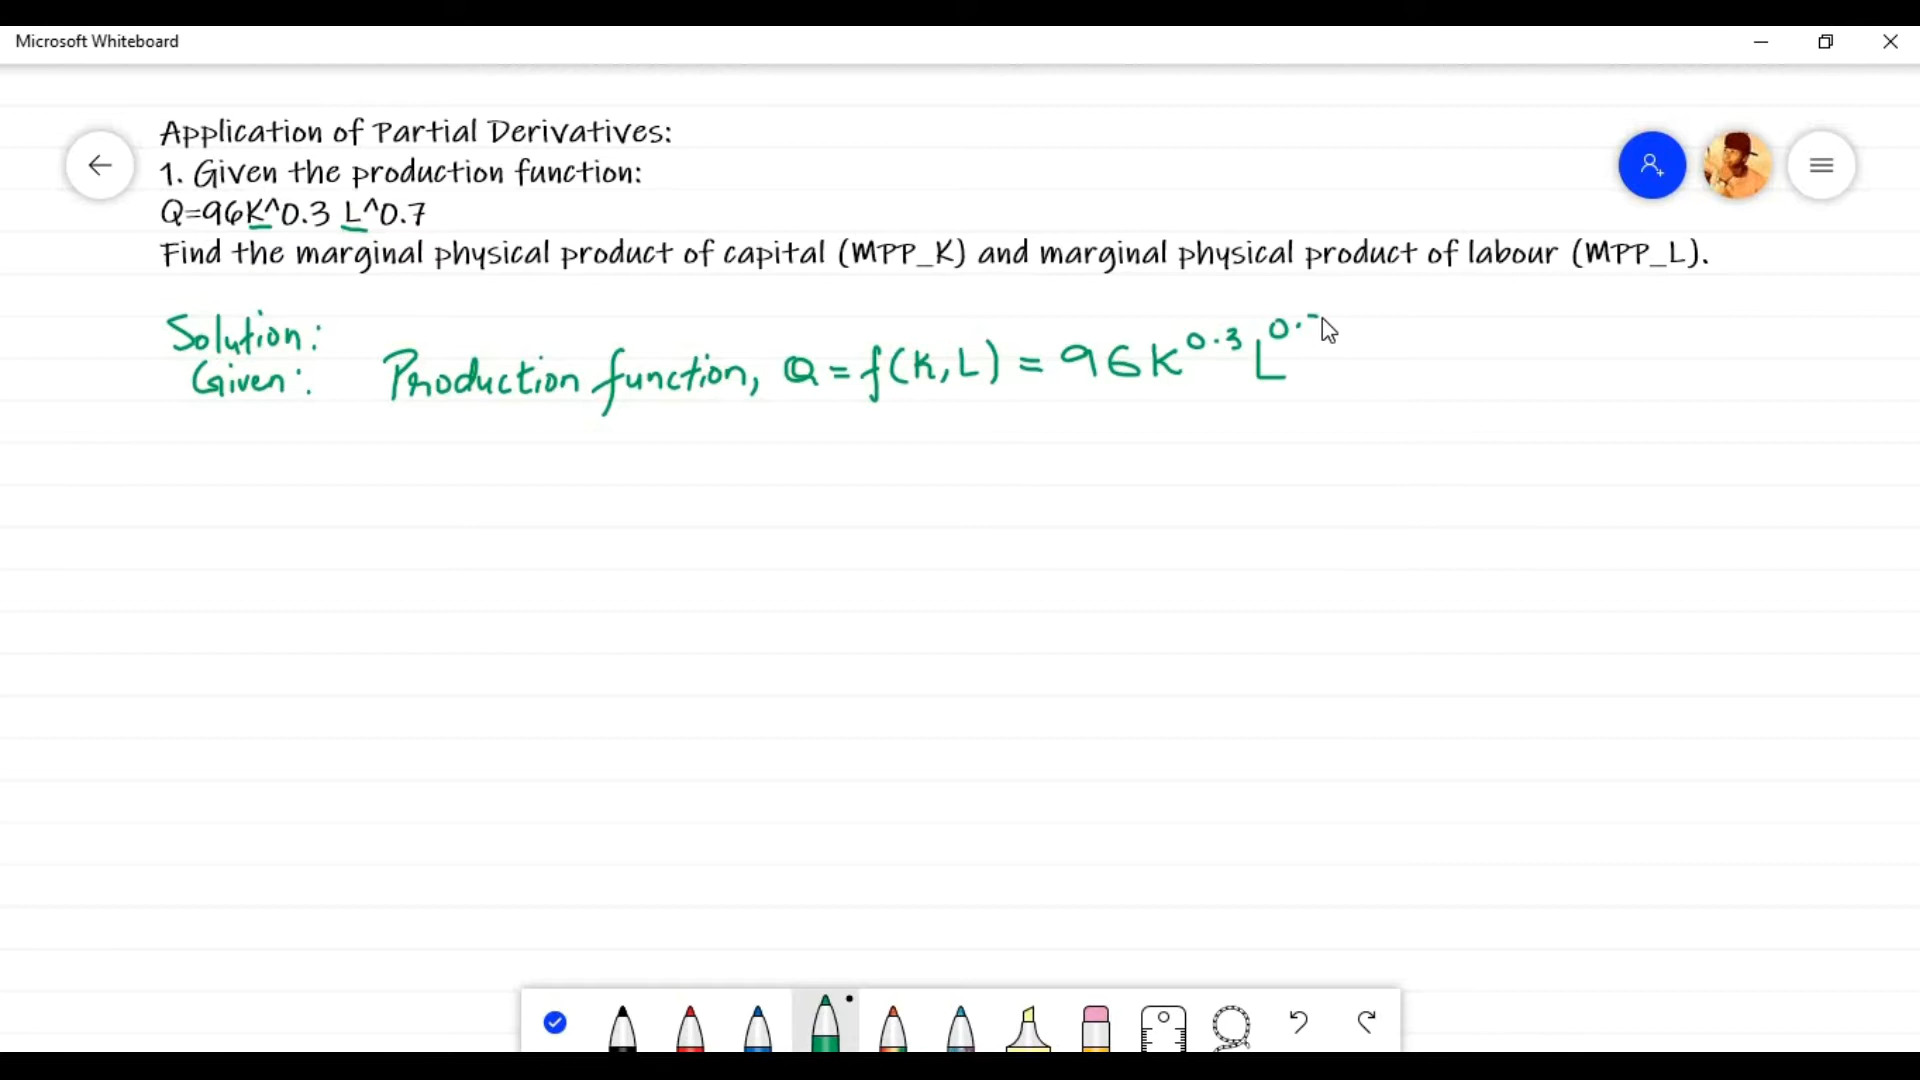 Microsoft Whiteboard
Application of Partial Derivatives:
1. Given the production function:
Q=96K^0.3 L^0.7
Find the marginal physical product of capital (MPP_K) and marginal physical product of labour (MPP_L).
Solution:
Given: Production function, Q = f(K,L) = 96K^0.3 L^0.